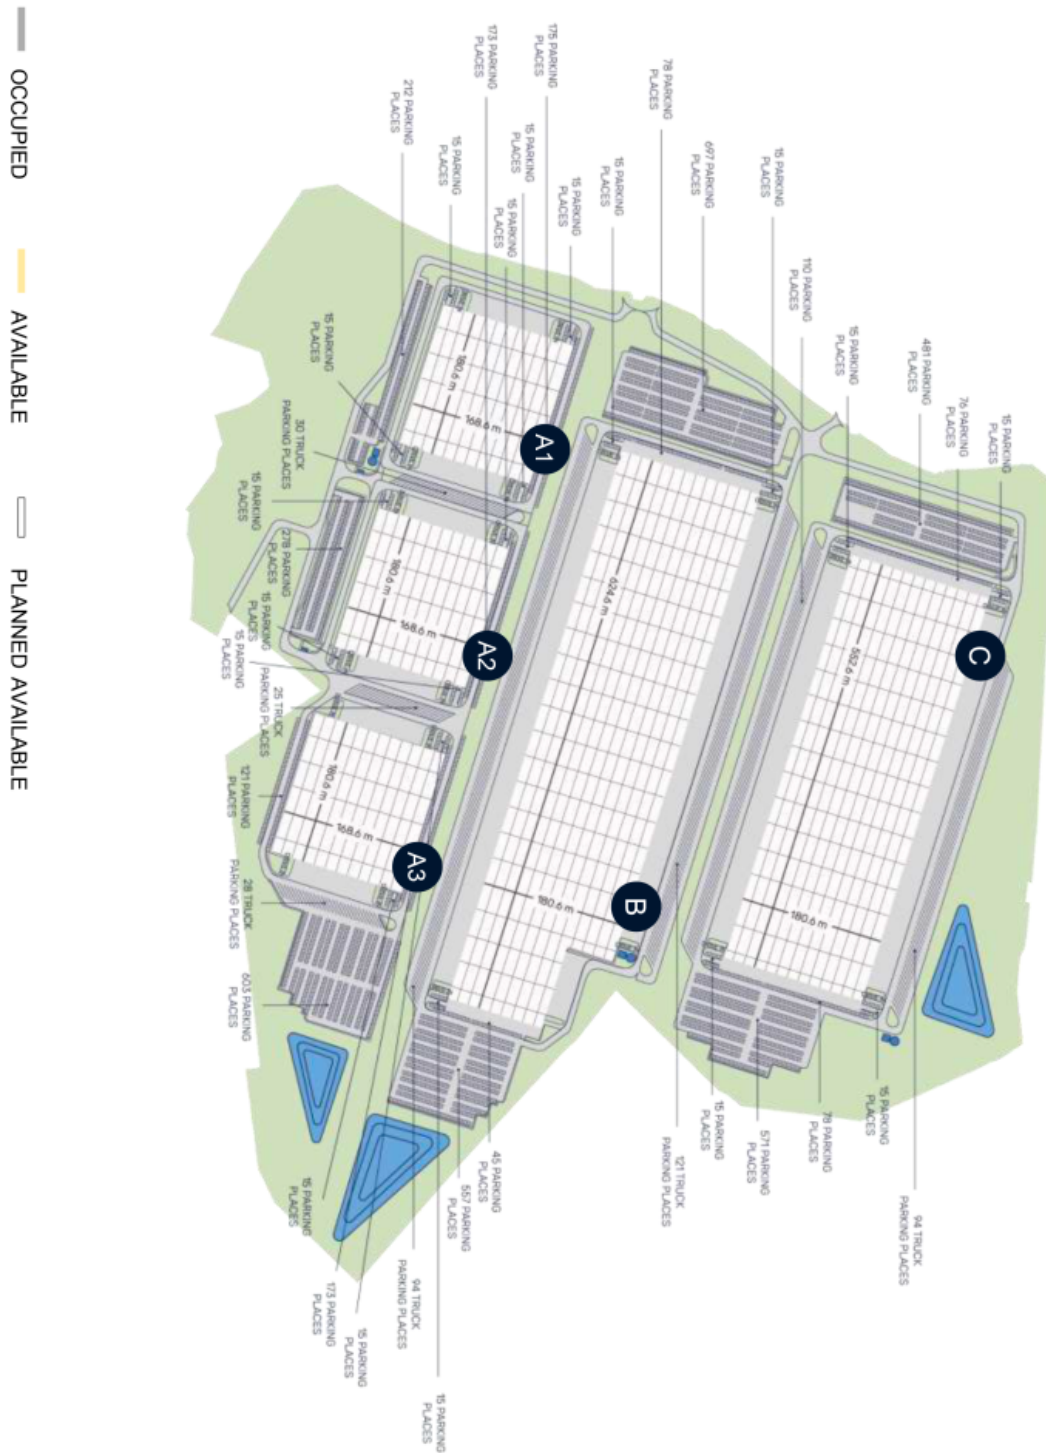 OCCUPIED
AVAILABLE
PLANNED AVAILABLE
212 PARKING
PLACES
15 PARKING
PLACES
173 PARKING
PLACES
15 PARKING
PLACES
15 PARKING
PLACES
175 PARKING
PLACES
15 PARKING
PLACES
15 PARKING
PLACES
78 PARKING
PLACES
697 PARKING
PLACES
15 PARKING
PLACES
110 PARKING
PLACES
15 PARKING
PLACES
481 PARKING
PLACES
76 PARKING
PLACES
15 PARKING
PLACES
15 PARKING
PLACES
30 TRUCK
PARKING PLACES
15 PARKING
PLACES
278 PARKING
PLACES
15 PARKING
PLACES
15 PARKING
PLACES
25 TRUCK
PARKING PLACES
121 PARKING
PLACES
28 TRUCK
PARKING PLACES
603 PARKING
PLACES
180.6 m
168.6 m
A1
180.6 m
168.6 m
A2
180.6 m
168.6 m
A3
624.6 m
180.6 m
B
552.6 m
180.6 m
C
15 PARKING
PLACES
173 PARKING
PLACES
15 PARKING
PLACES
94 TRUCK
PARKING PLACES
15 PARKING
PLACES
557 PARKING
PLACES
45 PARKING
PLACES
121 TRUCK
PARKING PLACES
15 PARKING
PLACES
571 PARKING
PLACES
78 PARKING
PLACES
15 PARKING
PLACES
94 TRUCK
PARKING PLACES